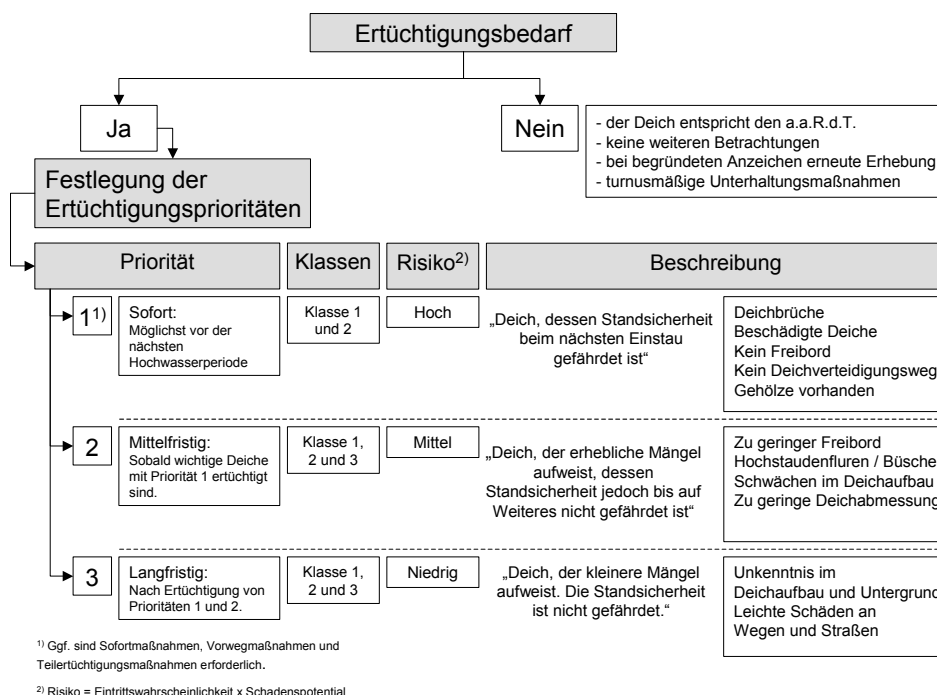 Ertüchtigungsbedarf
Ja
Nein
- der Deich entspricht den a.a.R.d.T.
- keine weiteren Betrachtungen
- bei begründeten Anzeichen erneute Erhebung
- turnusmäßige Unterhaltungsmaßnahmen
Festlegung der
Ertüchtigungsprioritäten
Priorität Klassen Risiko2) Beschreibung
1 1)
Sofort:
Möglichst vor der
nächsten
Hochwasserperiode
Klasse 1
und 2
Hoch
„Deich, dessen Standsicherheit
beim nächsten Einstau
gefährdet ist“
Deichbrüche
Beschädigte Deiche
Kein Freibord
Kein Deichverteidigungsweg
Gehölze vorhanden
2
Mittelfristig:
Sobald wichtige Deiche
mit Priorität 1 ertüchtigt
sind.
Klasse 1,
2 und 3
Mittel
„Deich, der erhebliche Mängel
aufweist, dessen
Standsicherheit jedoch bis auf
Weiteres nicht gefährdet ist“
Zu geringer Freibord
Hochstaudenfluren / Büsche
Schwächen im Deichaufbau
Zu geringe Deichabmessung
3
Langfristig:
Nach Ertüchtigung von
Prioritäten 1 und 2.
Klasse 1,
2 und 3
Niedrig
„Deich, der kleinere Mängel
aufweist. Die Standsicherheit
ist nicht gefährdet.“
Unkenntnis im
Deichaufbau und Untergrund
Leichte Schäden an
Wegen und Straßen
1) Ggf. sind Sofortmaßnahmen, Vorwegmaßnahmen und
Teilertüchtigungsmaßnahmen erforderlich.
2) Risiko = Eintrittswahrscheinlichkeit x Schadenspotential